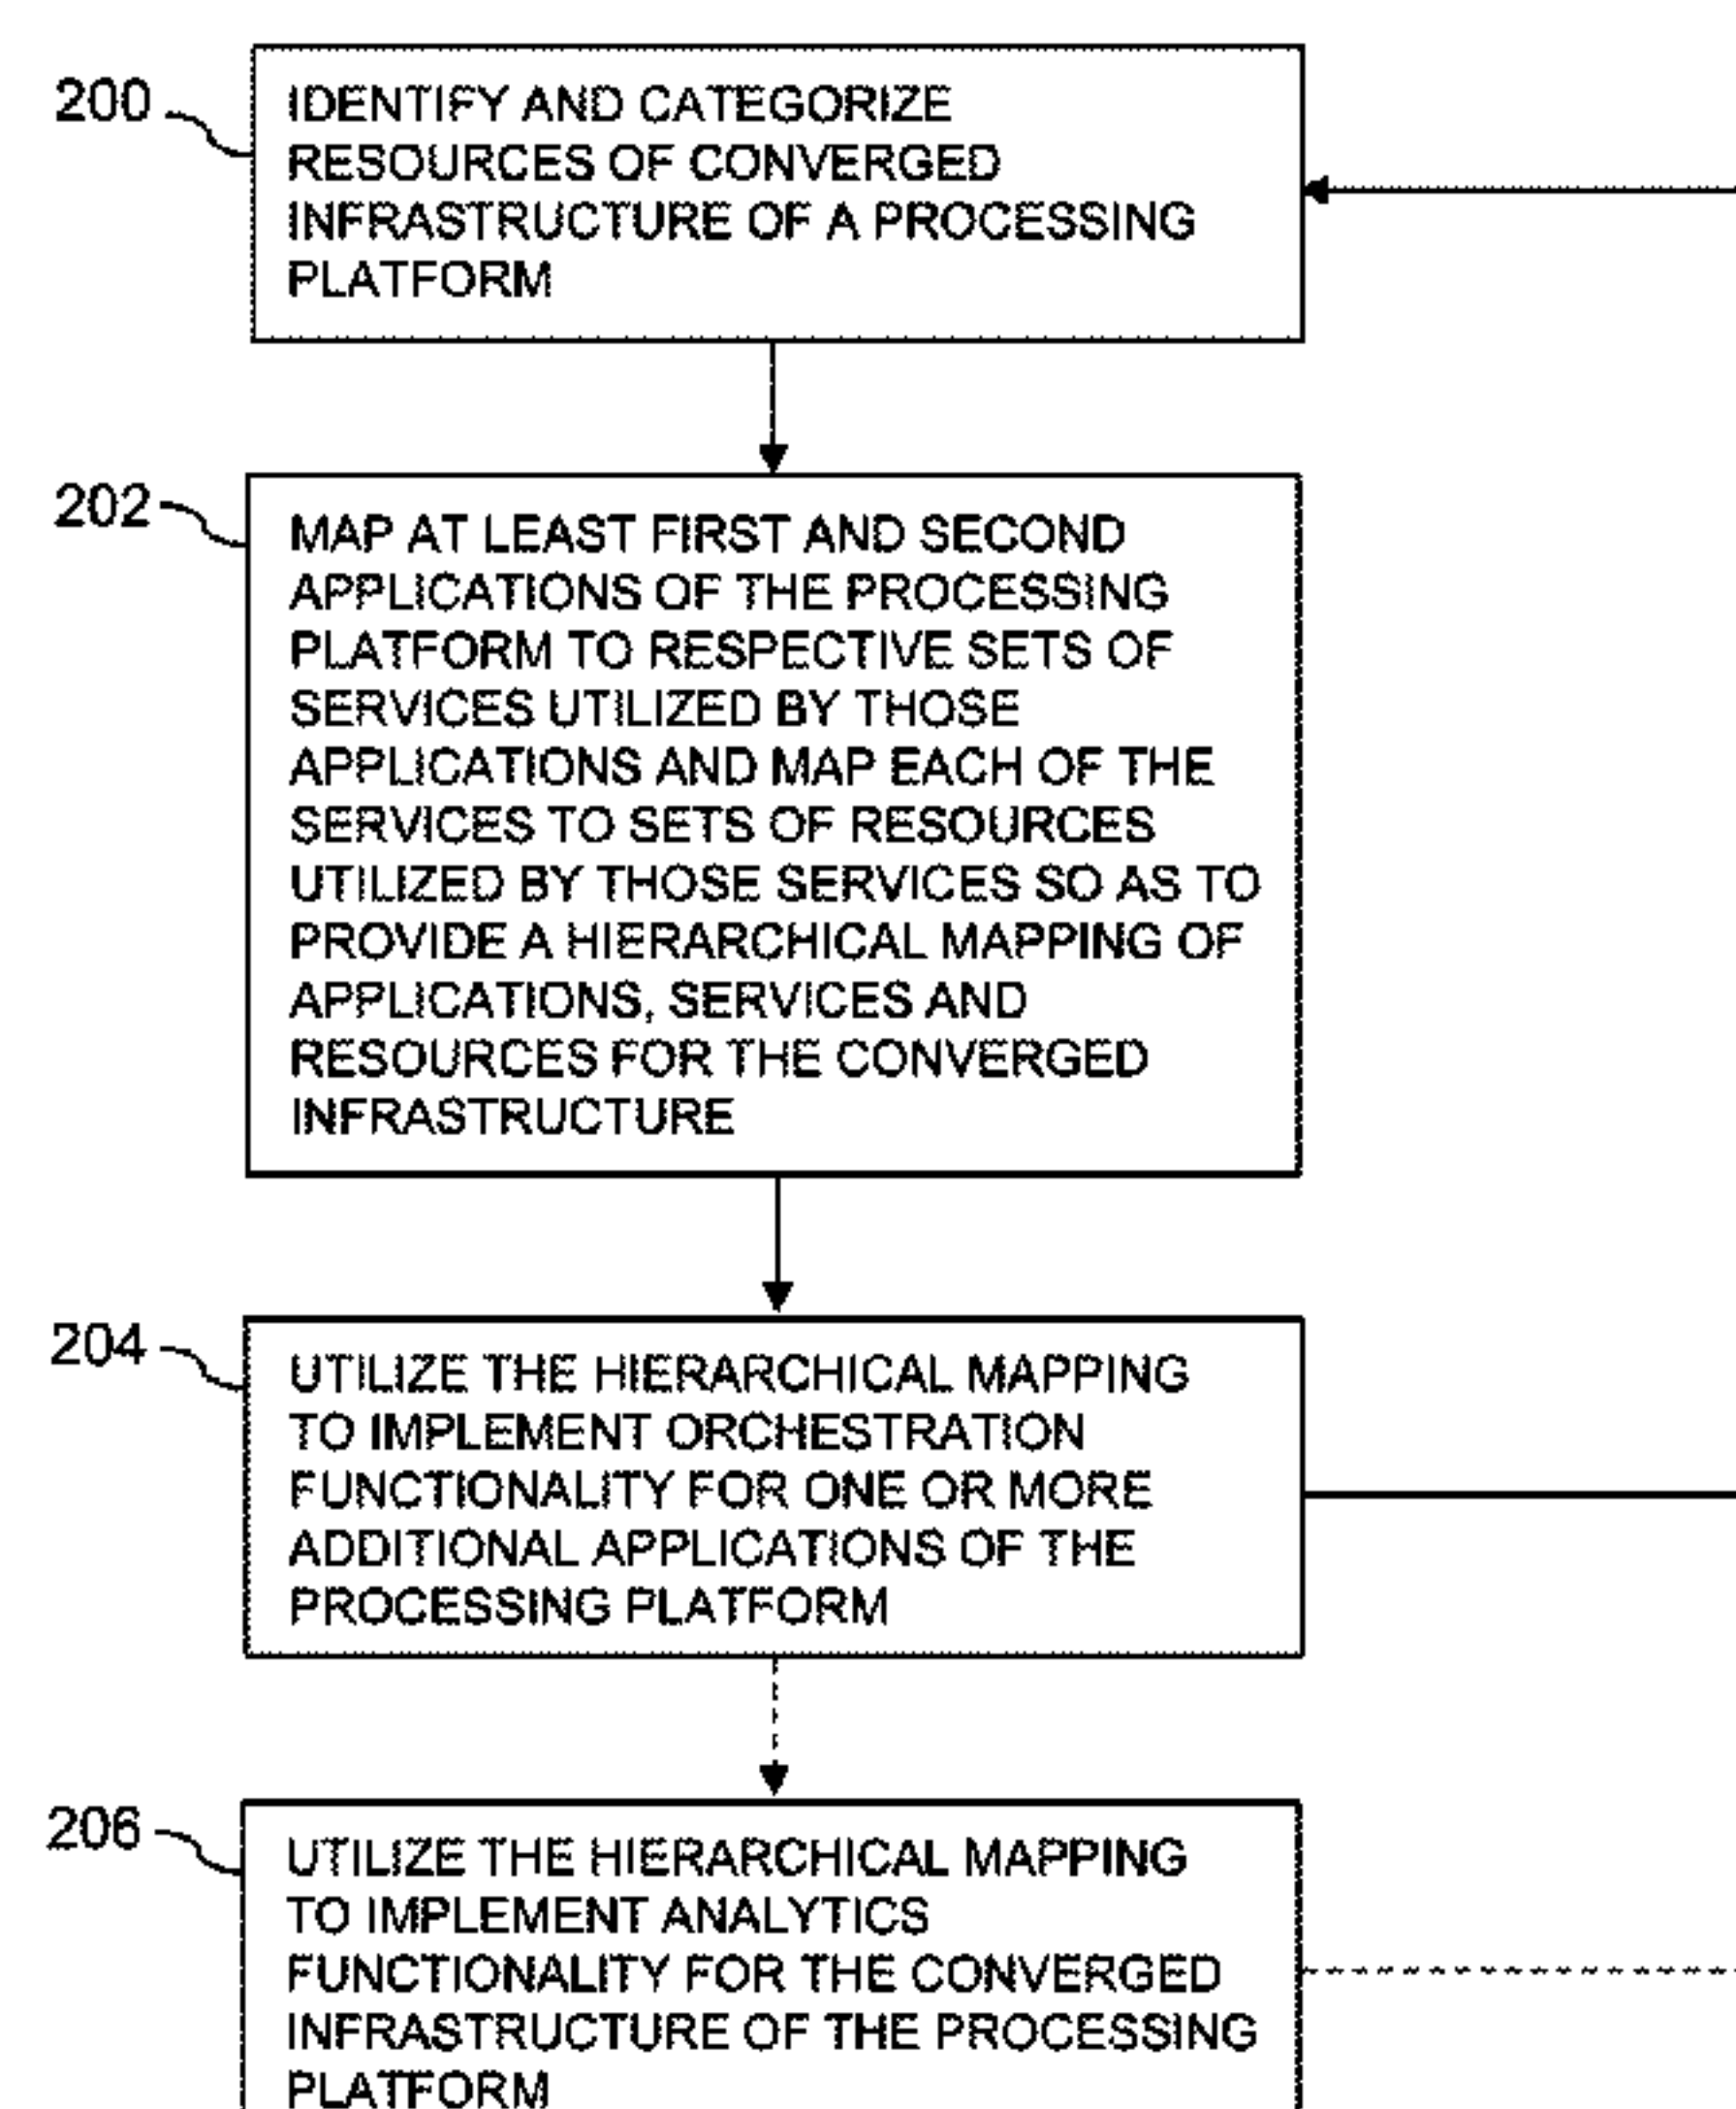 200
IDENTIFY AND CATEGORIZE
RESOURCES OF CONVERGED
INFRASTRUCTURE OF A PROCESSING
PLATFORM
202
MAP AT LEAST FIRST AND SECOND
APPLICATIONS OF THE PROCESSING
PLATFORM TO RESPECTIVE SETS OF
SERVICES UTILIZED BY THOSE
APPLICATIONS AND MAP EACH OF THE
SERVICES TO SETS OF RESOURCES
UTILIZED BY THOSE SERVICES SO AS TO
PROVIDE A HIERARCHICAL MAPPING OF
APPLICATIONS, SERVICES AND
RESOURCES FOR THE CONVERGED
INFRASTRUCTURE
204
UTILIZE THE HIERARCHICAL MAPPING
TO IMPLEMENT ORCHESTRATION
FUNCTIONALITY FOR ONE OR MORE
ADDITIONAL APPLICATIONS OF THE
PROCESSING PLATFORM
206
UTILIZE THE HIERARCHICAL MAPPING
TO IMPLEMENT ANALYTICS
FUNCTIONALITY FOR THE CONVERGED
INFRASTRUCTURE OF THE PROCESSING
PLATFORM